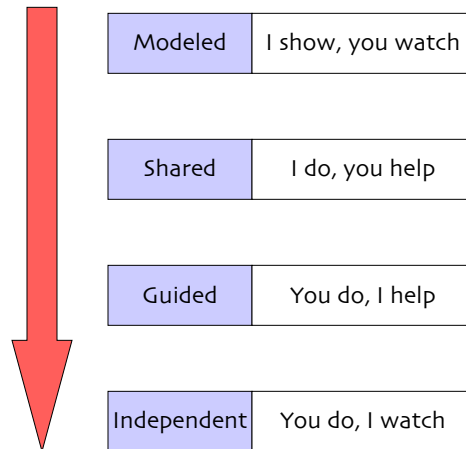 Modeled I show, you watch
Shared I do, you help
Guided You do, I help
Independent You do, I watch